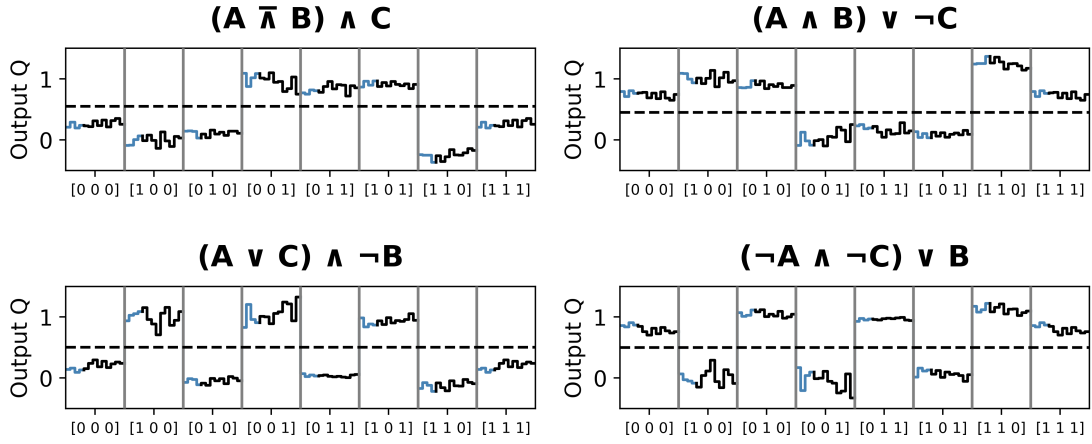 (A ⊼ B) ∧ C
Output Q
1
0
[0 0 0] [1 0 0] [0 1 0] [0 0 1] [0 1 1] [1 0 1] [1 1 0] [1 1 1]
(A ∧ B) ∨ ¬C
Output Q
1
0
[0 0 0] [1 0 0] [0 1 0] [0 0 1] [0 1 1] [1 0 1] [1 1 0] [1 1 1]
(A ∨ C) ∧ ¬B
Output Q
1
0
[0 0 0] [1 0 0] [0 1 0] [0 0 1] [0 1 1] [1 0 1] [1 1 0] [1 1 1]
(¬A ∧ ¬C) ∨ B
Output Q
1
0
[0 0 0] [1 0 0] [0 1 0] [0 0 1] [0 1 1] [1 0 1] [1 1 0] [1 1 1]